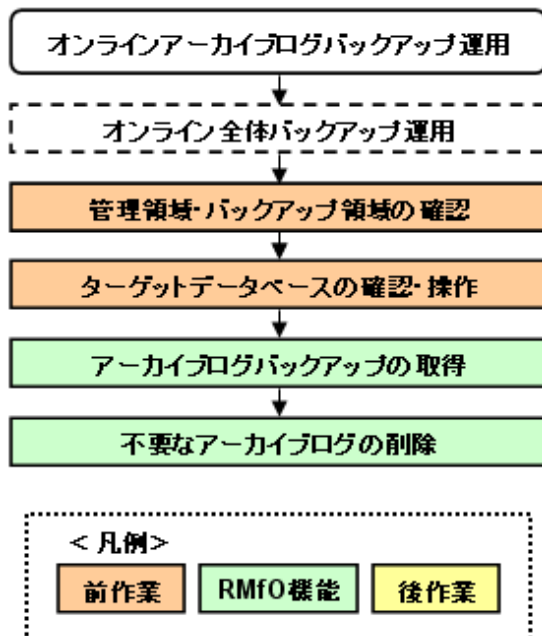 オンラインアーカイブログバックアップ運用
オンライン全体バックアップ運用
管理領域・バックアップ領域の確認
ターゲットデータベースの確認・操作
アーカイブログバックアップの取得
不要なアーカイブログの削除
＜凡例＞
前作業 RMfO機能 後作業